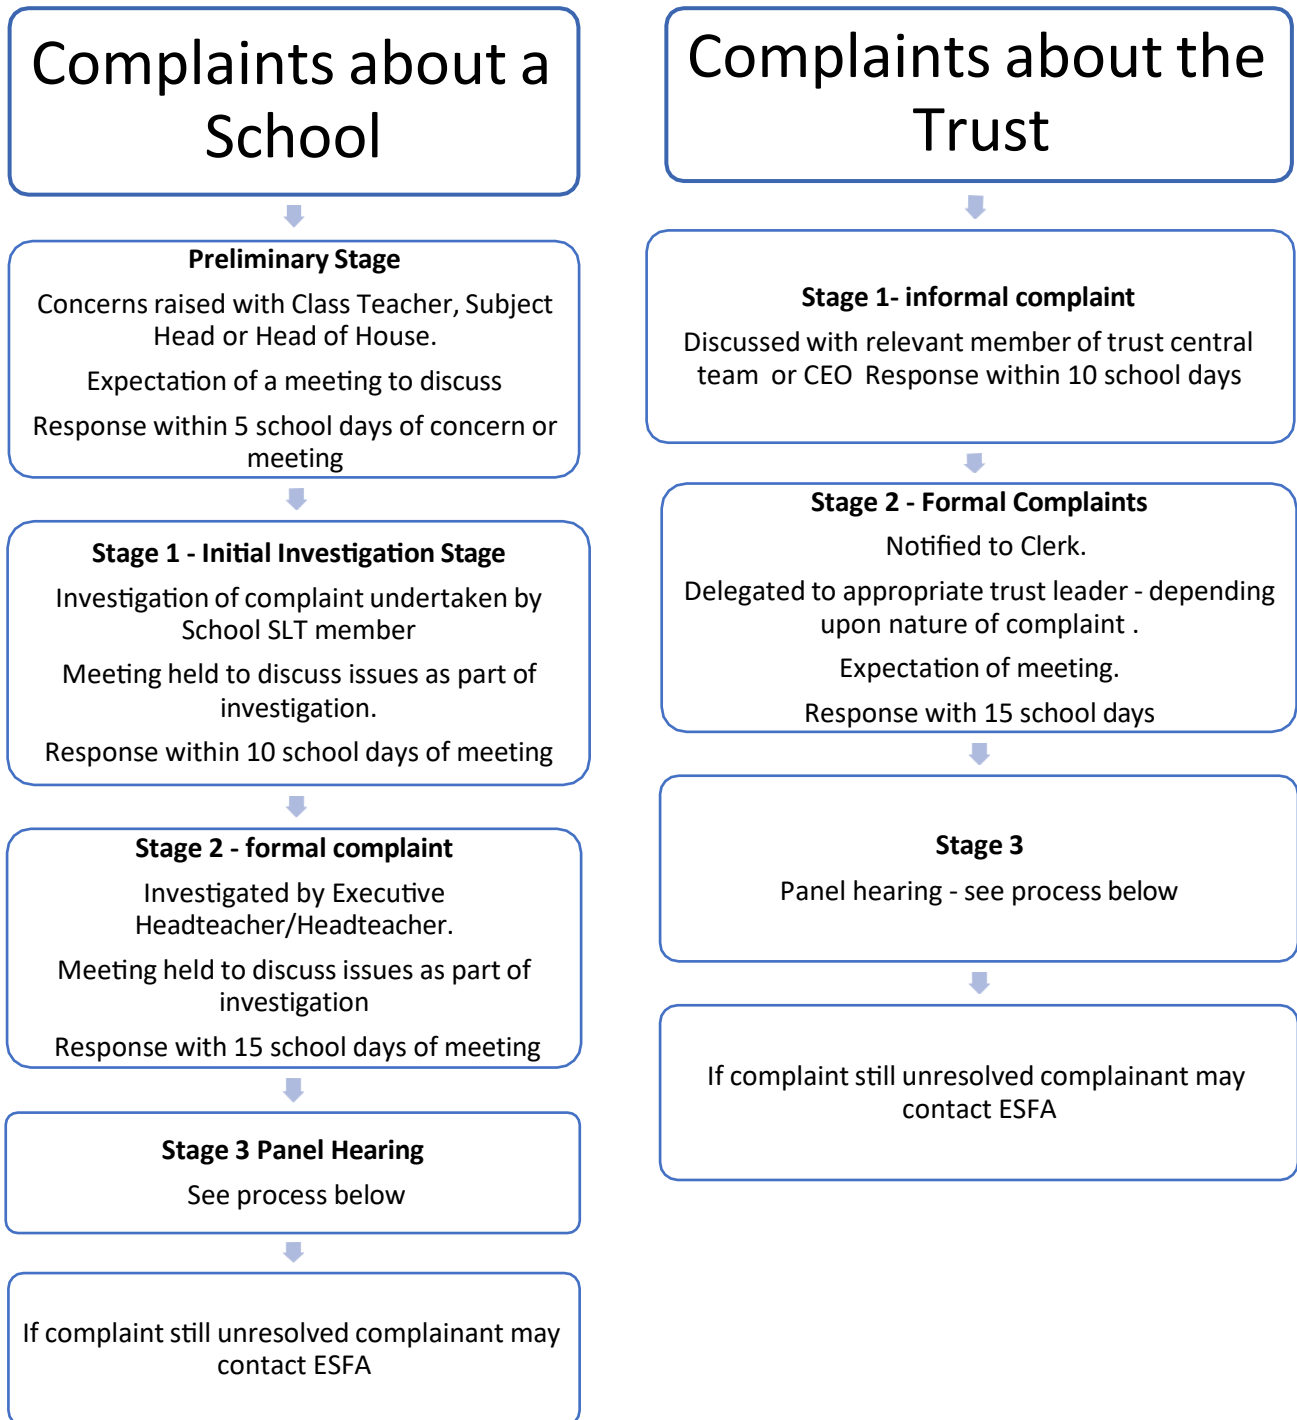 Complaints about a
School
Preliminary Stage
Concerns raised with Class Teacher, Subject
Head or Head of House.
Expectation of a meeting to discuss
Response within 5 school days of concern or
meeting
Stage 1 - Initial Investigation Stage
Investigation of complaint undertaken by
School SLT member
Meeting held to discuss issues as part of
investigation.
Response within 10 school days of meeting
Stage 2 - formal complaint
Investigated by Executive
Headteacher/Headteacher.
Meeting held to discuss issues as part of
investigation
Response with 15 school days of meeting
Stage 3 Panel Hearing
See process below
If complaint still unresolved complainant may
contact ESFA
Complaints about the
Trust
Stage 1- informal complaint
Discussed with relevant member of trust central
team or CEO Response within 10 school days
Stage 2 - Formal Complaints
Notified to Clerk.
Delegated to appropriate trust leader - depending
upon nature of complaint .
Expectation of meeting.
Response with 15 school days
Stage 3
Panel hearing - see process below
If complaint still unresolved complainant may
contact ESFA